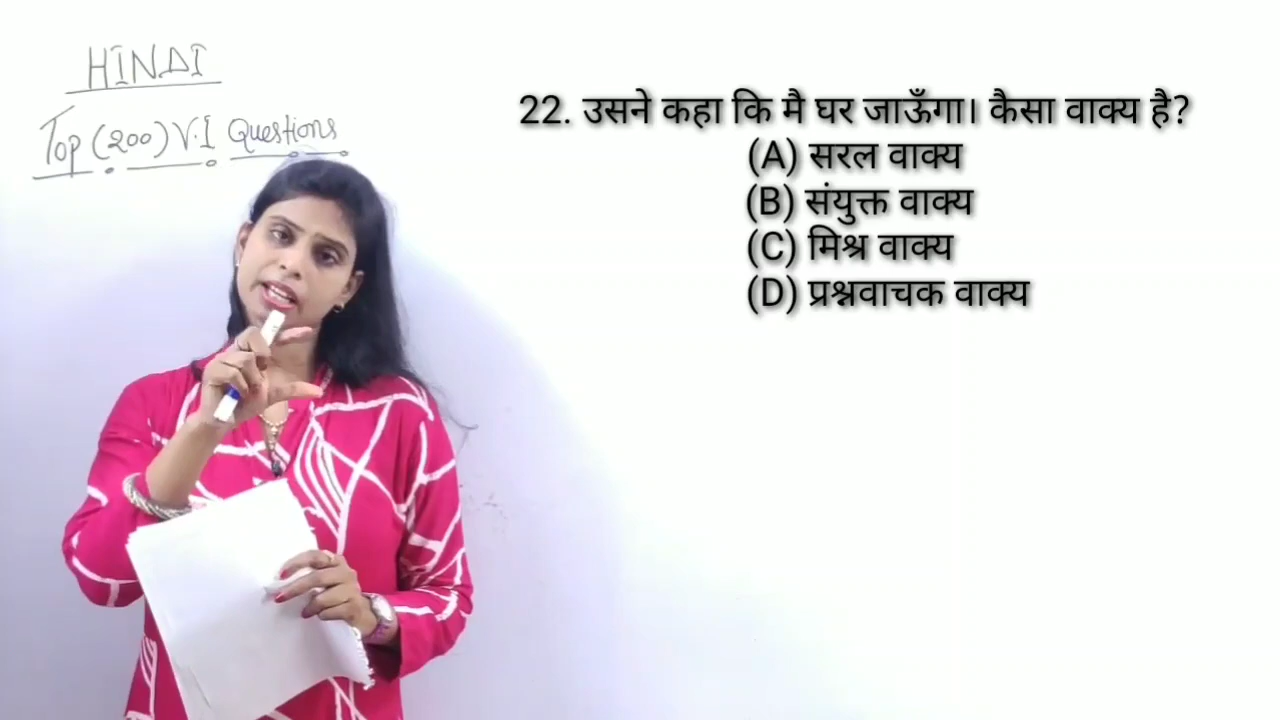 HINDI
Top (200) V.I Questions
22. उसने कहा कि मै घर जाऊँगा। कैसा वाक्य है?
(A) सरल वाक्य
(B) संयुक्त वाक्य
(C) मिश्र वाक्य
(D) प्रश्नवाचक वाक्य